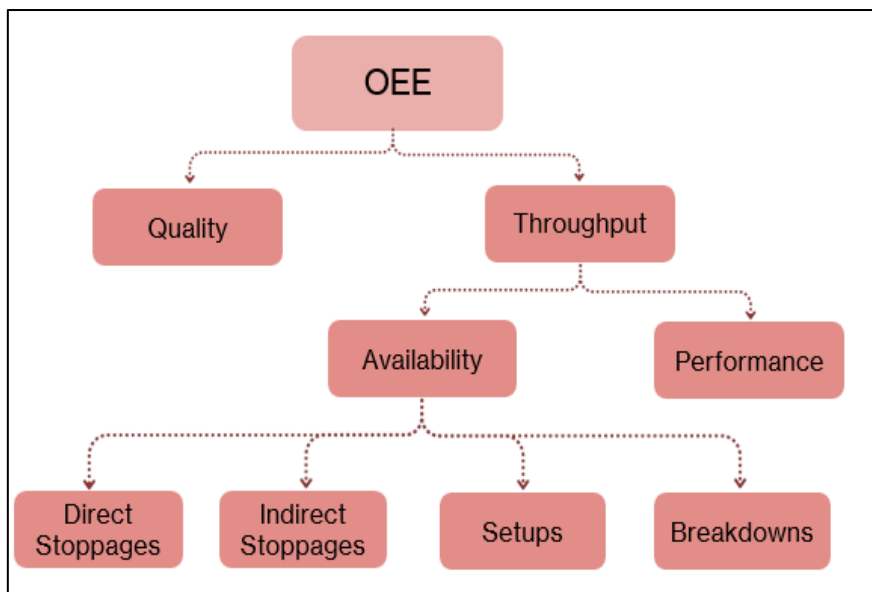 OEE
Quality
Throughput
Availability
Performance
Direct
Stoppages
Indirect
Stoppages
Setups
Breakdowns